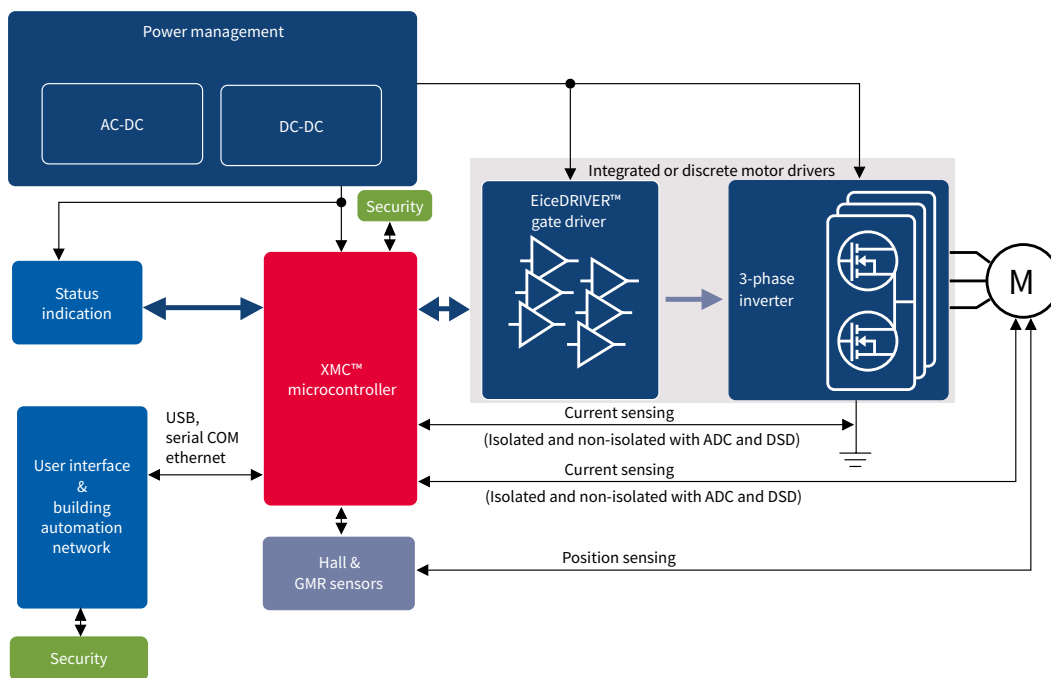 Power management
AC-DC
DC-DC
Integrated or discrete motor drivers
Security
EiceDRIVER™
gate driver
3-phase
inverter
M
Status
indication
XMC™
microcontroller
Current sensing
(Isolated and non-isolated with ADC and DSD)
USB,
serial COM
ethernet
User interface
&
building
automation
network
Current sensing
(Isolated and non-isolated with ADC and DSD)
Hall &
GMR sensors
Position sensing
Security